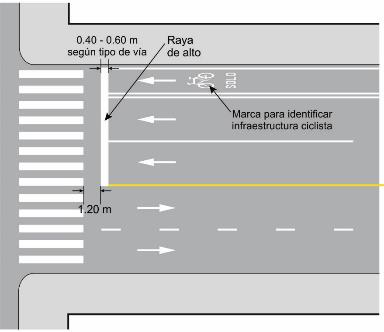 0.40 - 0.60 m
según tipo de vía
Raya
de alto
SOLO
Marca para identificar
infraestructura ciclista
1.20 m